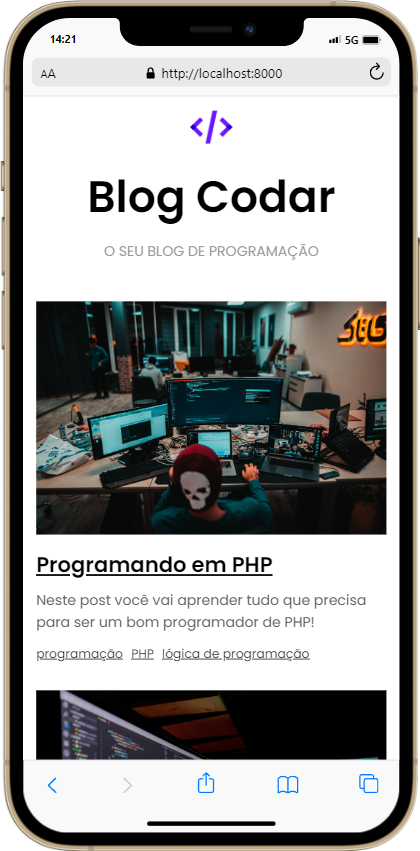 14:21
5G
AA
http://localhost:8000
</>
Blog Codar
O SEU BLOG DE PROGRAMAÇÃO
Programando em PHP
Neste post você vai aprender tudo que precisa
para ser um bom programador de PHP!
programação PHP lógica de programação